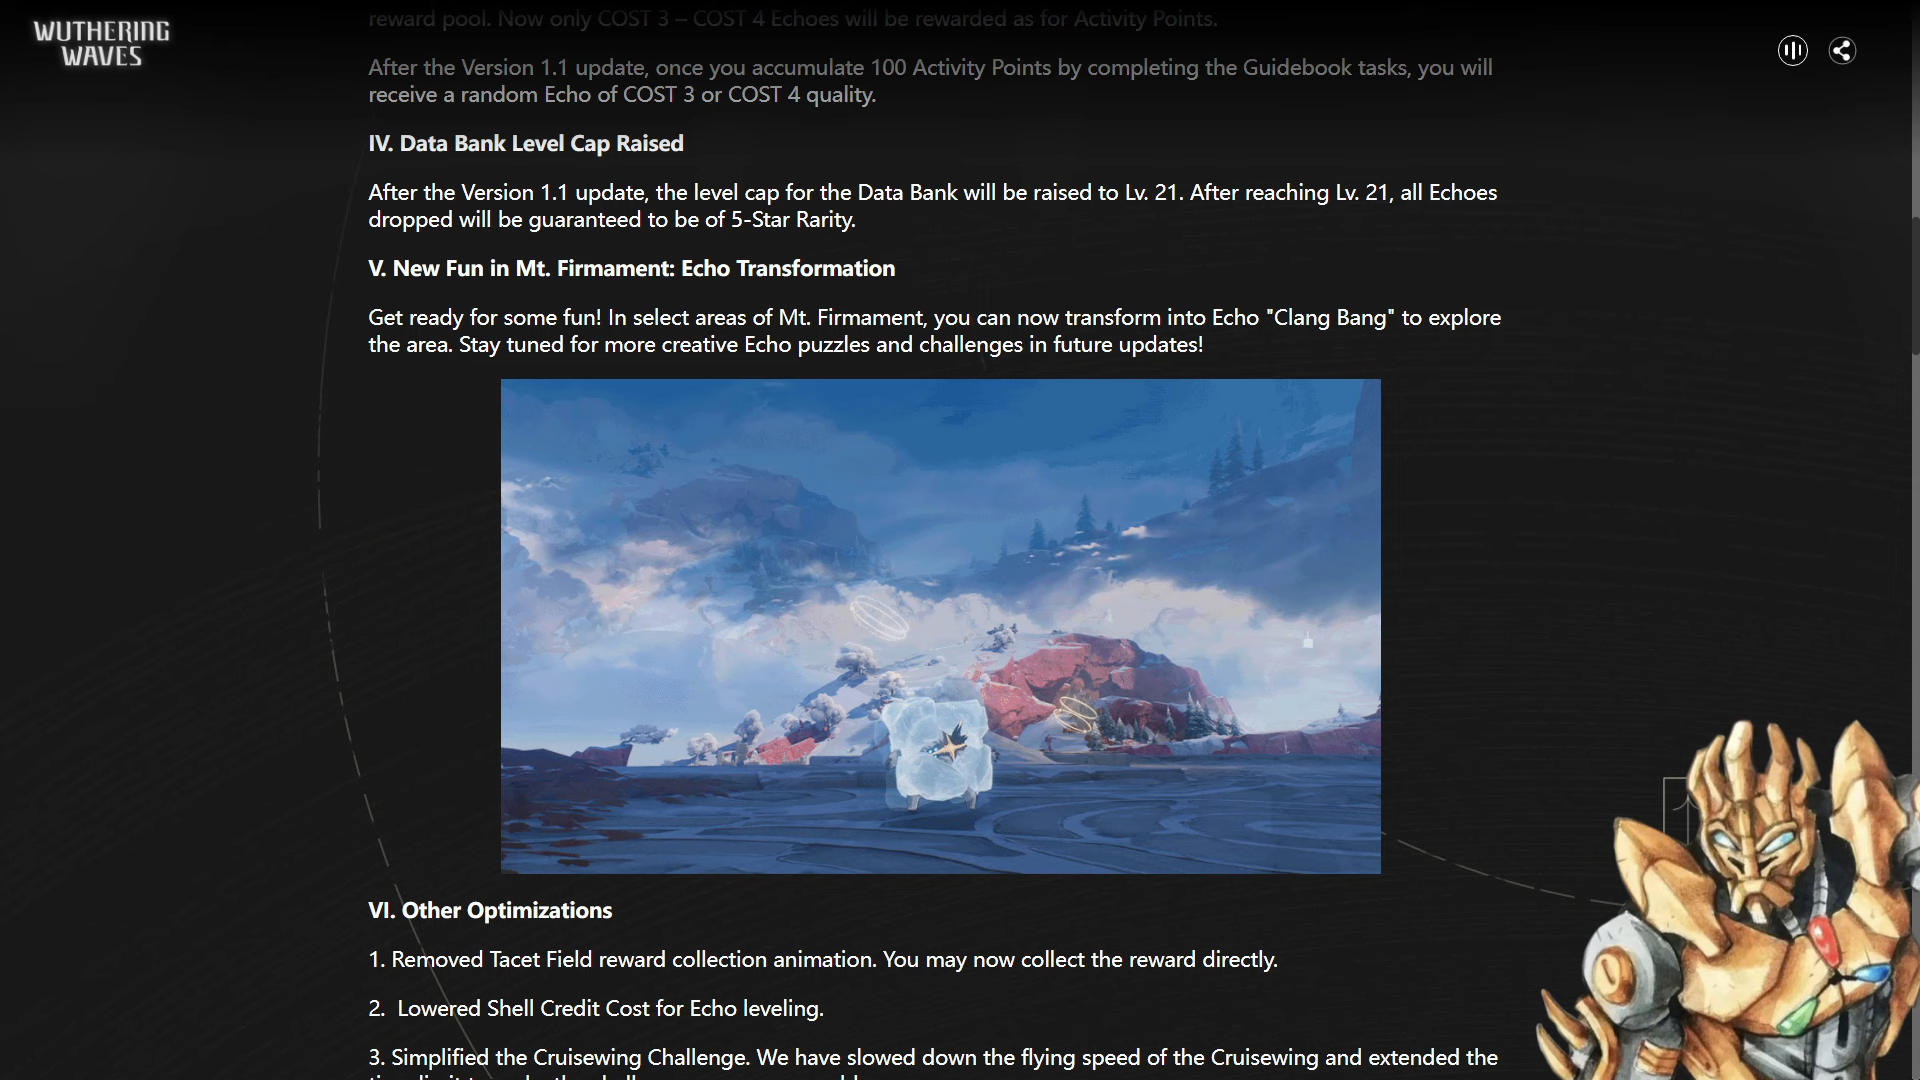 WUTHERING
WAVES
reward pool. Now only COST 3 – COST 4 Echoes will be rewarded as for Activity Points.
After the Version 1.1 update, once you accumulate 100 Activity Points by completing the Guidebook tasks, you will
receive a random Echo of COST 3 or COST 4 quality.
IV. Data Bank Level Cap Raised
After the Version 1.1 update, the level cap for the Data Bank will be raised to Lv. 21. After reaching Lv. 21, all Echoes
dropped will be guaranteed to be of 5-Star Rarity.
V. New Fun in Mt. Firmament: Echo Transformation
Get ready for some fun! In select areas of Mt. Firmament, you can now transform into Echo "Clang Bang" to explore
the area. Stay tuned for more creative Echo puzzles and challenges in future updates!
VI. Other Optimizations
1. Removed Tacet Field reward collection animation. You may now collect the reward directly.
2.  Lowered Shell Credit Cost for Echo leveling.
3. Simplified the Cruisewing Challenge. We have slowed down the flying speed of the Cruisewing and extended the